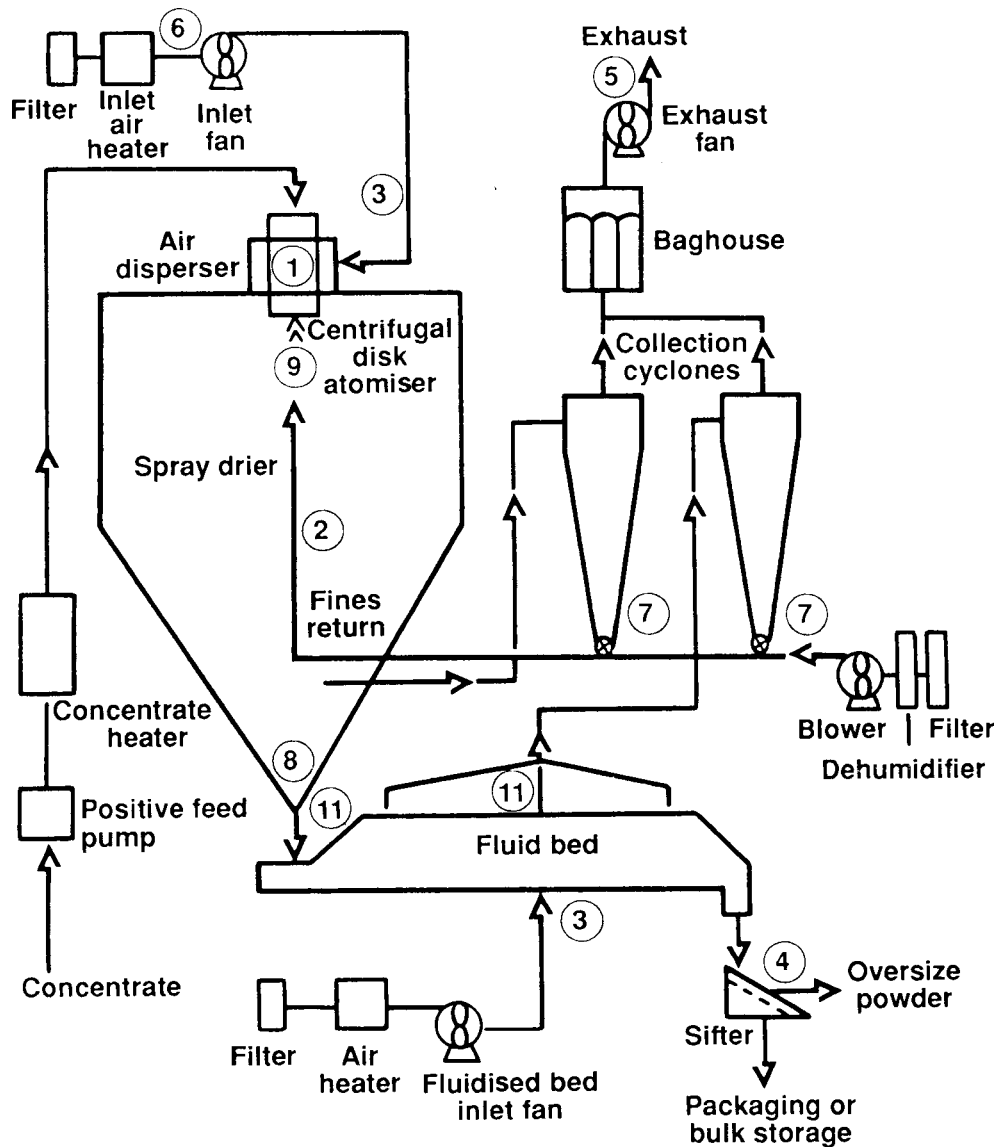 6
Filter
Inlet
air
heater
Inlet
fan
Exhaust
5
Exhaust
fan
3
Air
disperser
1
Baghouse
Centrifugal
disk
atomiser
9
Collection
cyclones
Spray drier
2
Fines
return
7
7
Concentrate
heater
Blower
Filter
Dehumidifier
8
11
11
Positive feed
pump
Fluid bed
3
Concentrate
4
Oversize
powder
Sifter
Filter
Air
heater
Fluidised bed
inlet fan
Packaging or
bulk storage